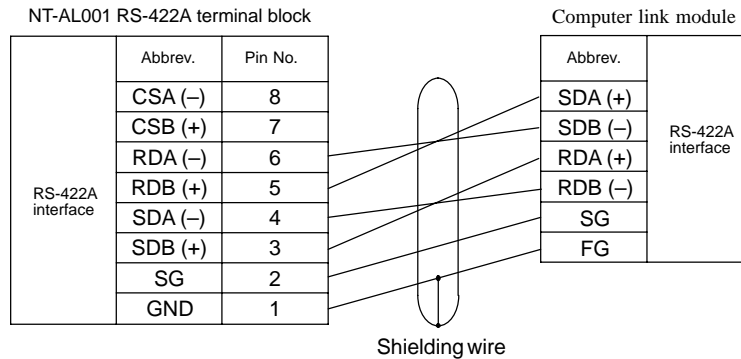 NT-AL001 RS-422A terminal block
Computer link module
Abbrev. Pin No.
CSA (–) 8
CSB (+) 7
RDA (–) 6
RDB (+) 5
SDA (–) 4
SDB (+) 3
SG 2
GND 1
RS-422A
interface
Abbrev.
SDA (+)
SDB (–)
RDA (+)
RDB (–)
SG
FG
RS-422A
interface
Shielding wire